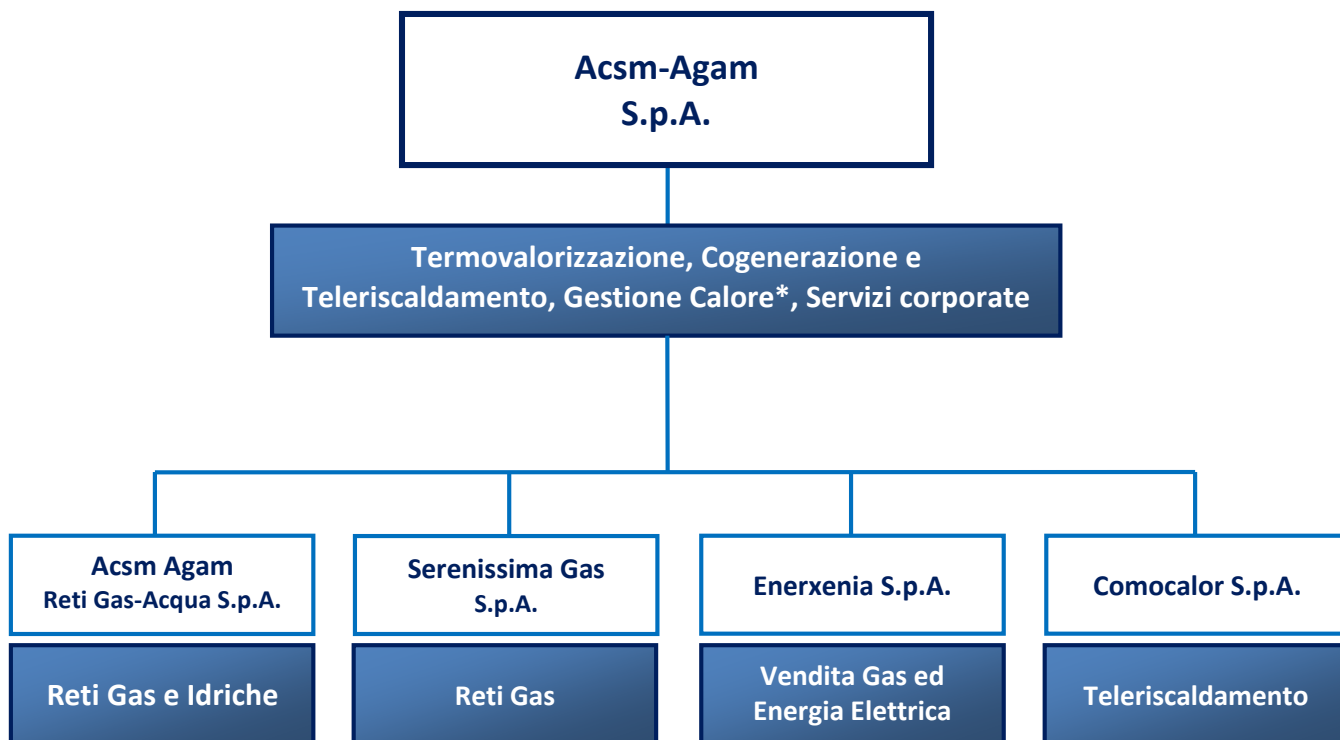 Acsm-Agam
S.p.A.
Termovalorizzazione, Cogenerazione e
Teleriscaldamento, Gestione Calore*, Servizi corporate
Acsm Agam
Reti Gas-Acqua S.p.A.
Serenissima Gas
S.p.A.
Enerxenia S.p.A.
Comocalor S.p.A.
Reti Gas e Idriche
Reti Gas
Vendita Gas ed
Energia Elettrica
Teleriscaldamento